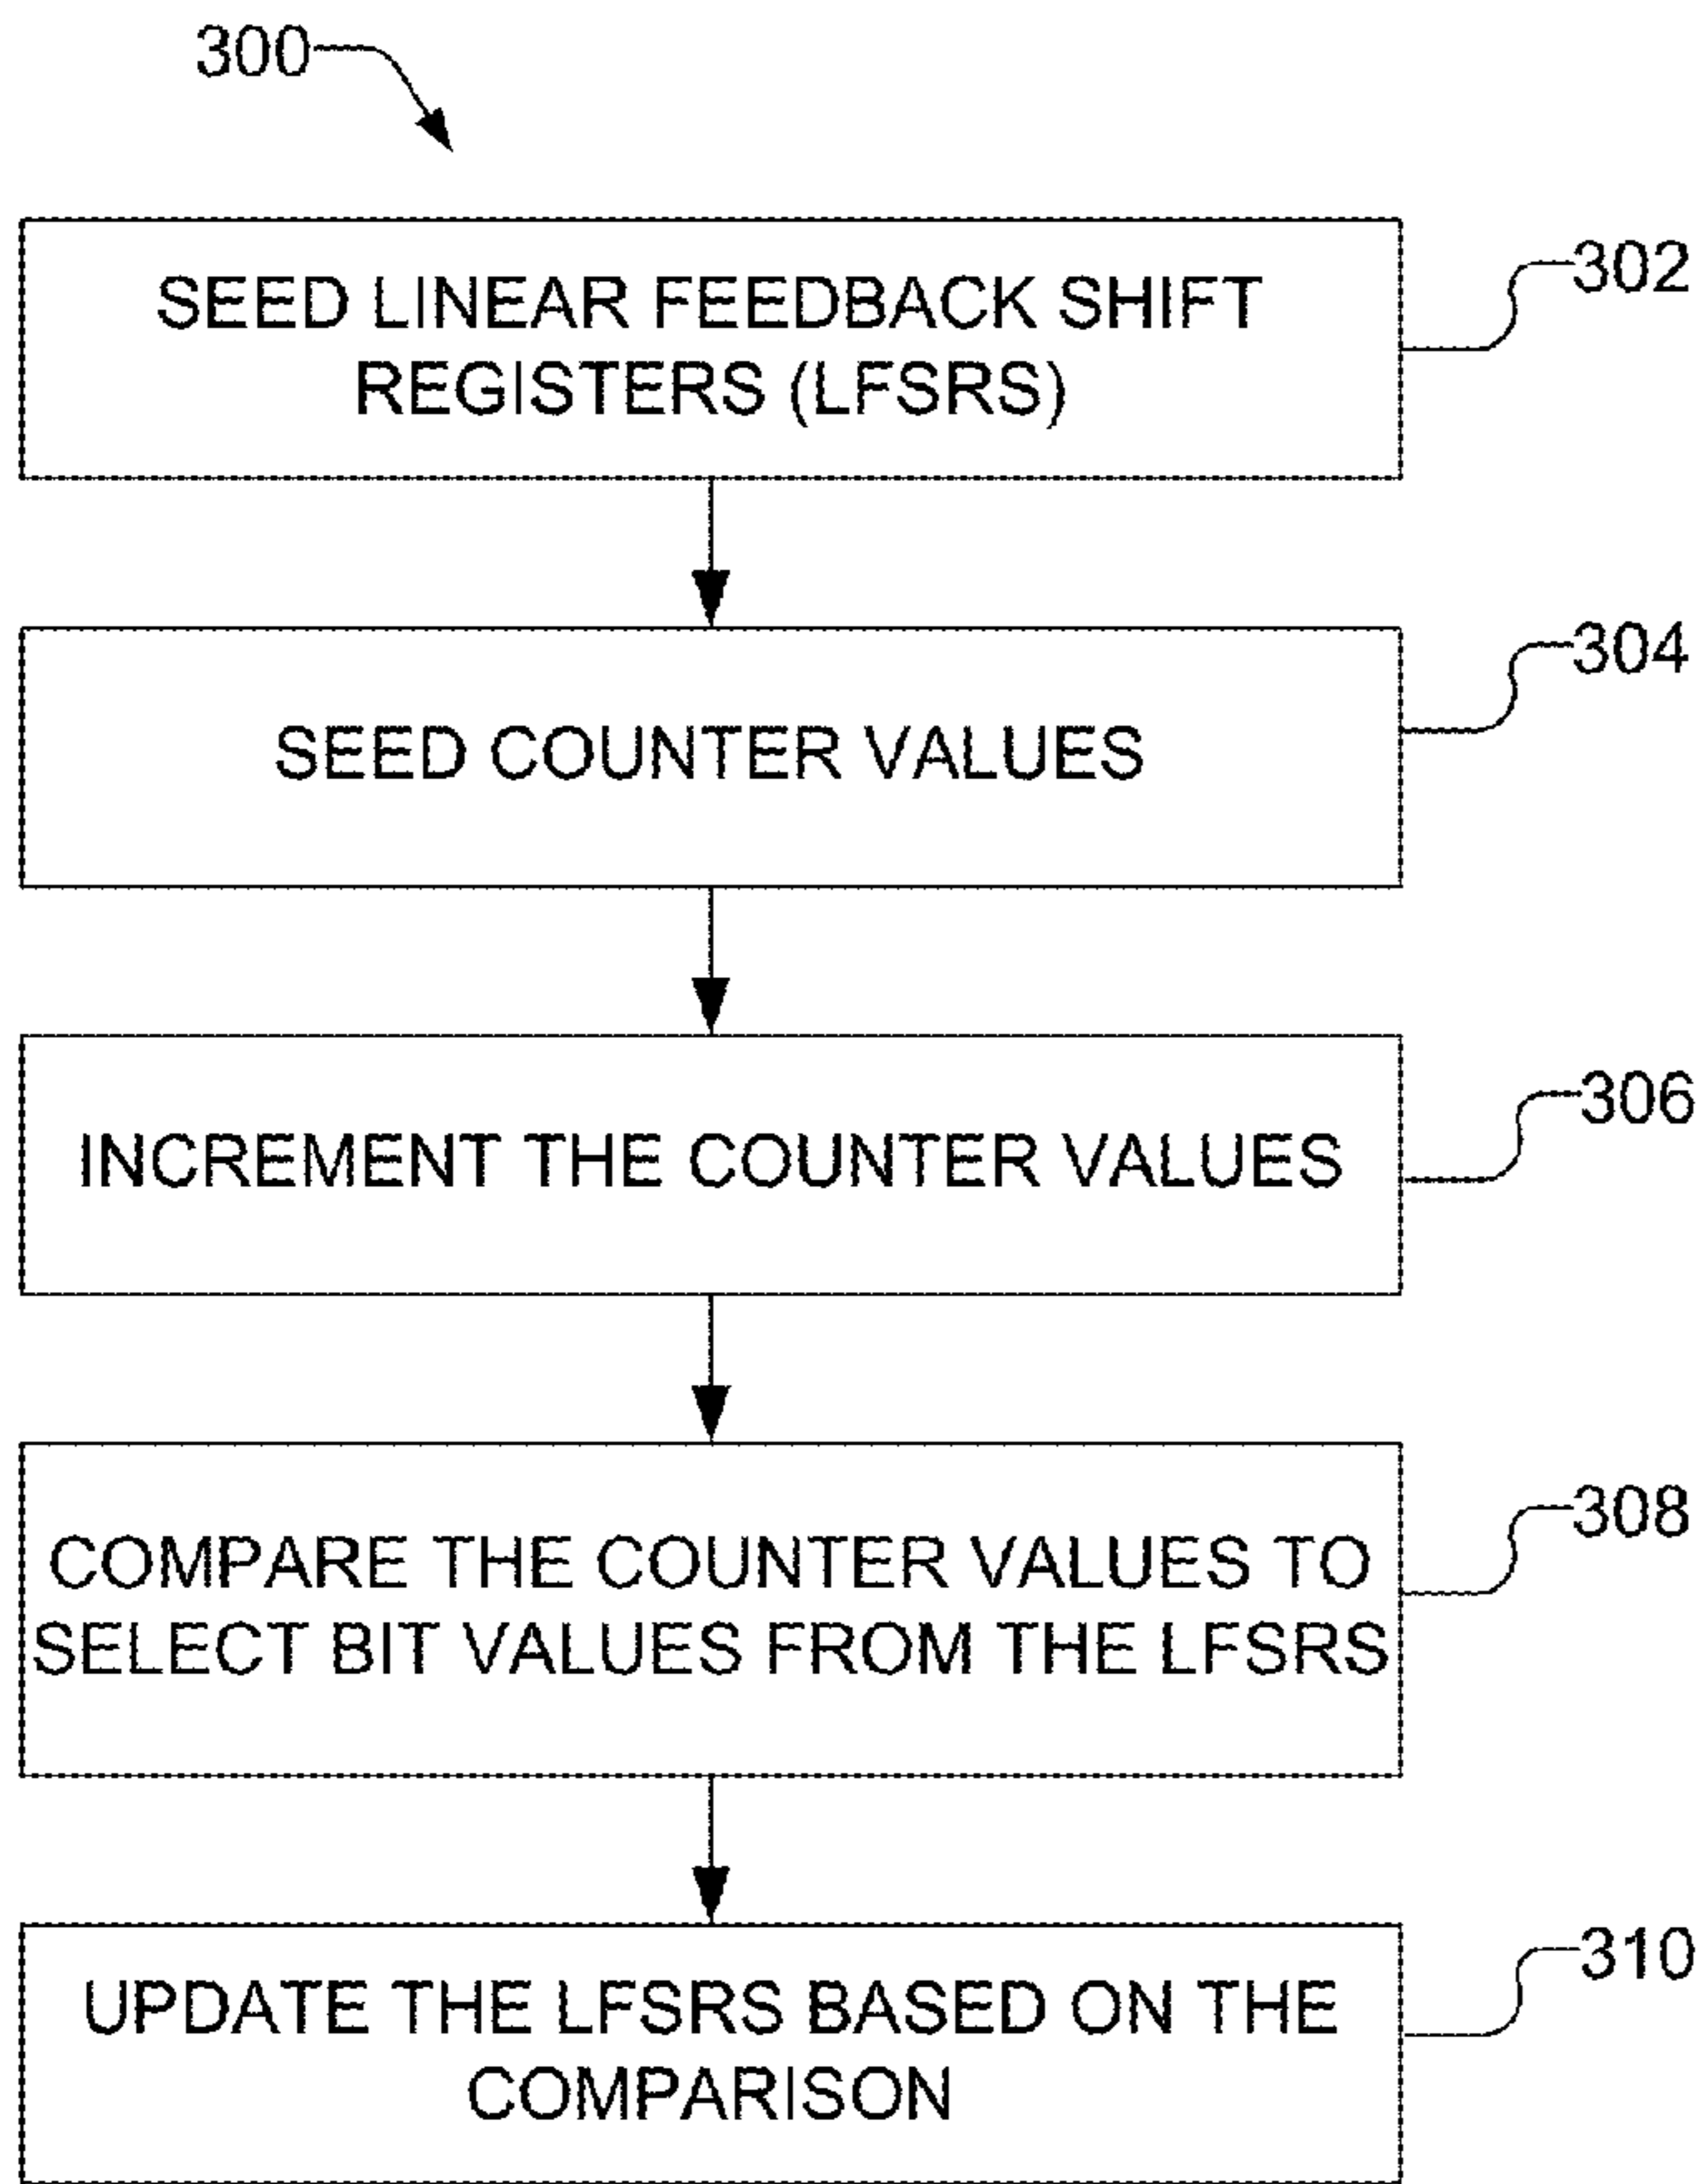 300
SEED LINEAR FEEDBACK SHIFT
REGISTERS (LFSRS)
302
SEED COUNTER VALUES
304
INCREMENT THE COUNTER VALUES
306
COMPARE THE COUNTER VALUES TO
SELECT BIT VALUES FROM THE LFSRS
308
UPDATE THE LFSRS BASED ON THE
COMPARISON
310